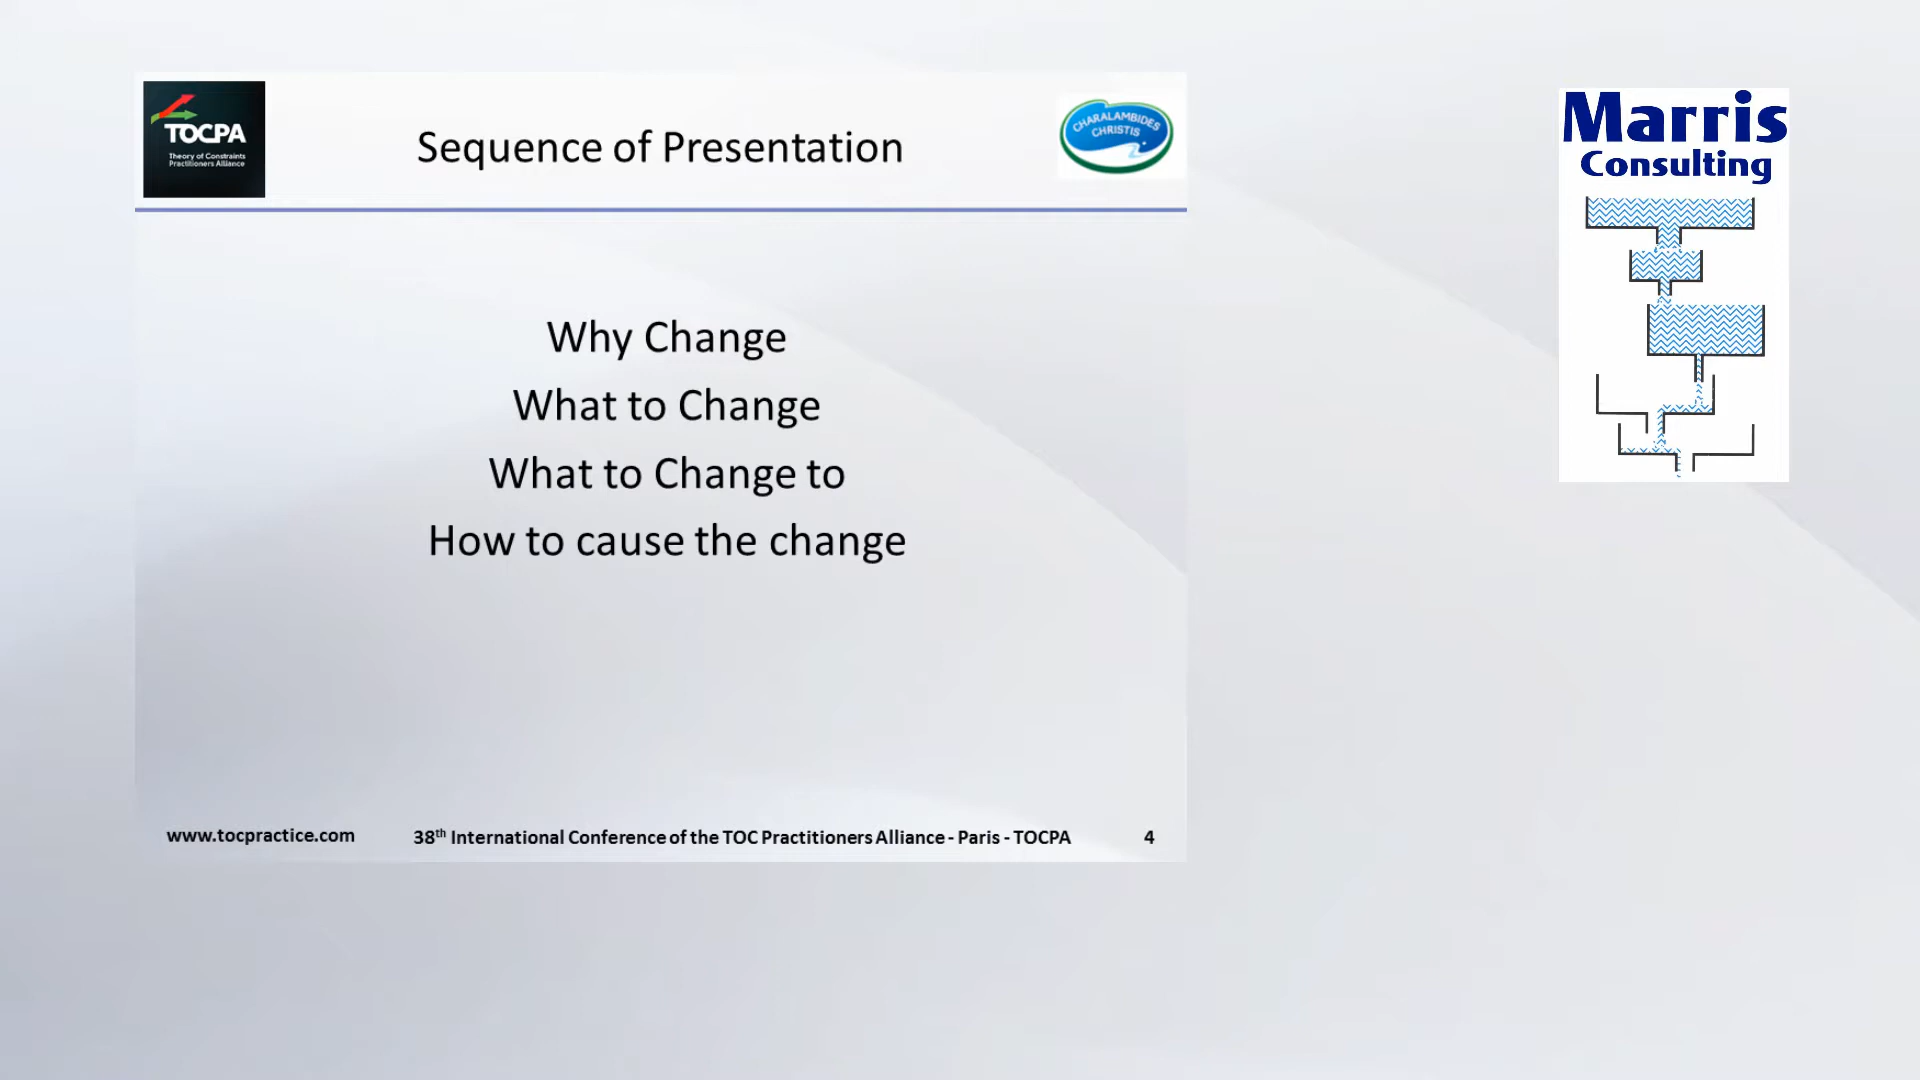 TOCPA
Theory of Constraints
Practitioners Alliance
Sequence of Presentation
CHARALAMBIDES
CHRISTIS
Marris
Consulting
Why Change
What to Change
What to Change to
How to cause the change
www.tocpractice.com
38th International Conference of the TOC Practitioners Alliance - Paris - TOCPA
4